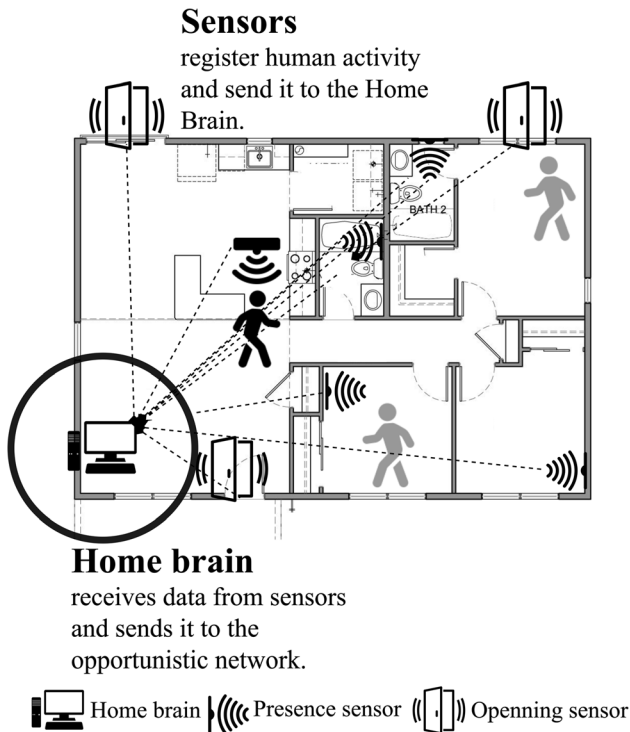 Sensors
register human activity
and send it to the Home
Brain.
BATH 2
Home brain
receives data from sensors
and sends it to the
opportunistic network.
Home brain Presence sensor Openning sensor